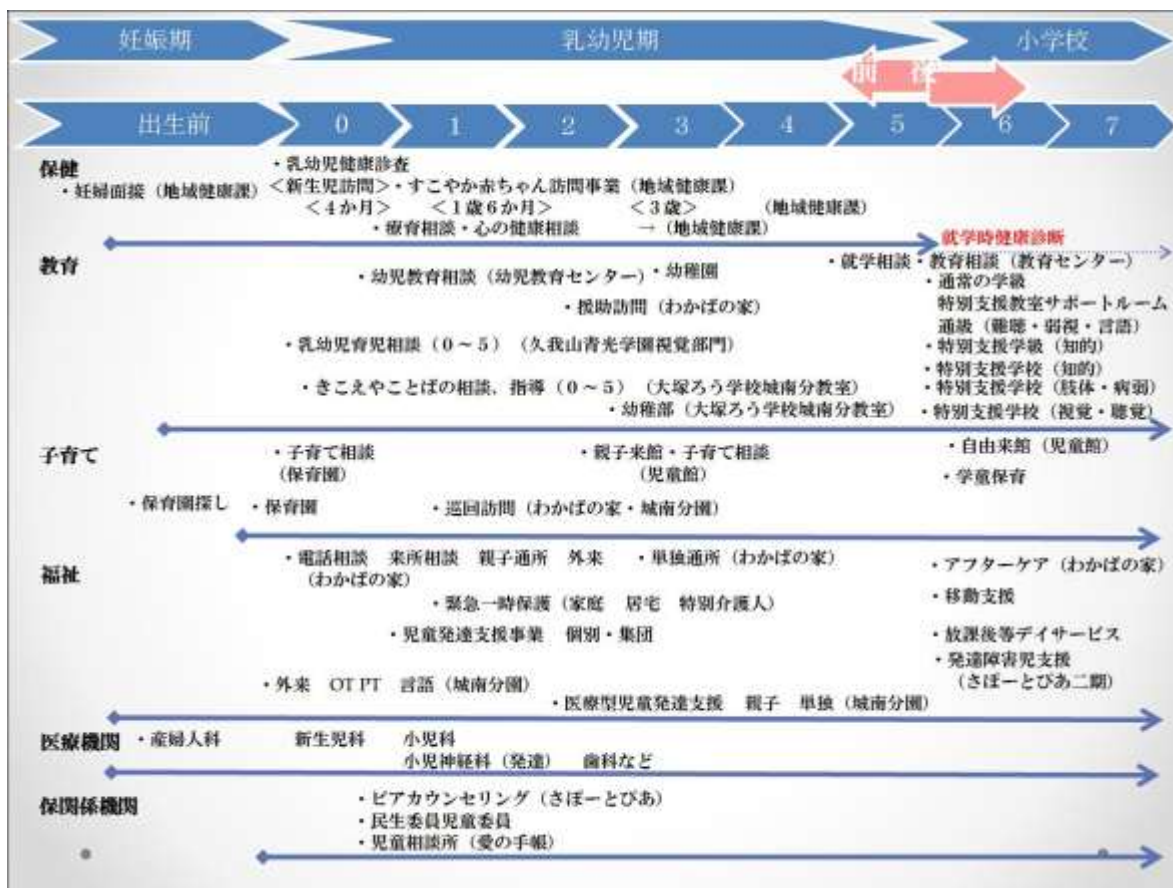 妊娠期
乳幼児期
小学校
前 後
出生前 0 1 2 3 4 5 6 7
保健
・乳幼児健康診査
・妊婦面接（地域健康課）
＜新生児訪問＞・すこやか赤ちゃん訪問事業（地域健康課）
＜４か月＞ ＜１歳６か月＞ ＜３歳＞ （地域健康課）
・療育相談・心の健康相談 →（地域健康課）
就学時健康診断
教育
・就学相談・教育相談（教育センター）
・幼児教育相談（幼児教育センター）・幼稚園
・通常の学級
・援助訪問（わかばの家）
特別支援教室サポートルーム
通級（難聴・弱視・言語）
・乳幼児育児相談（０～５）（久我山青光学園視覚部門）
・特別支援学級（知的）
・特別支援学校（知的）
・きこえやことばの相談、指導（０～５）（大塚ろう学校城南分教室）
・特別支援学校（肢体・病弱）
・幼稚部（大塚ろう学校城南分教室）
・特別支援学校（視覚・聴覚）
子育て
・子育て相談
（保育園）
・親子来館・子育て相談
（児童館）
・自由来館（児童館）
・学童保育
・保育園探し ・保育園 ・巡回訪問（わかばの家・城南分園）
福祉
・電話相談 来所相談 親子通所 外来 ・単独通所（わかばの家）
（わかばの家）
・アフターケア（わかばの家）
・緊急一時保護（家庭 居宅 特別介護人）
・移動支援
・児童発達支援事業 個別・集団
・放課後等デイサービス
・発達障害児支援
（さぽーとぴあ二期）
・外来 OT PT 言語（城南分園）
・医療型児童発達支援 親子 単独（城南分園）
医療機関 ・産婦人科 新生児科 小児科
小児神経科（発達） 歯科など
保関係機関
・ピアカウンセリング（さぽーとぴあ）
・民生委員児童委員
・児童相談所（愛の手帳）